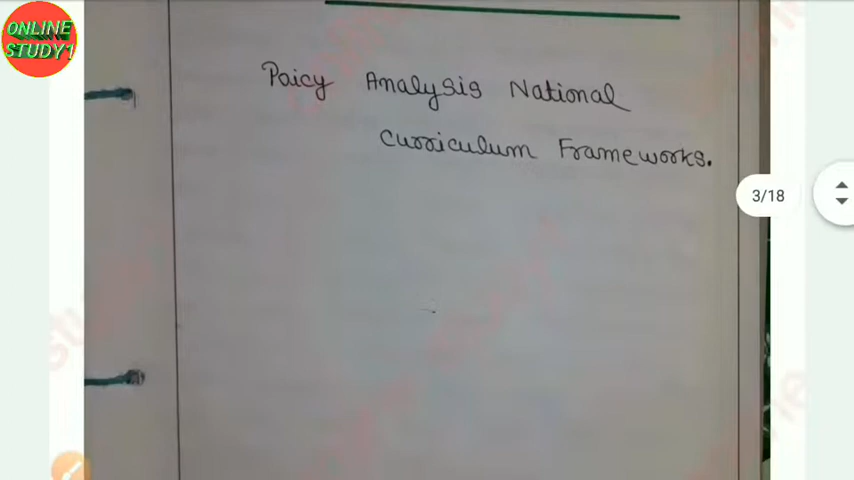 ONLINE
STUDY1
Paicy Analysis National
curriculum Frameworks.
3/18